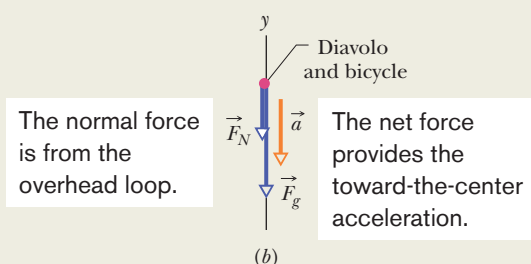 y
Diavolo
and bicycle
The normal force
is from the
overhead loop.
F_N
a
The net force
provides the
toward-the-center
acceleration.
F_g
(b)